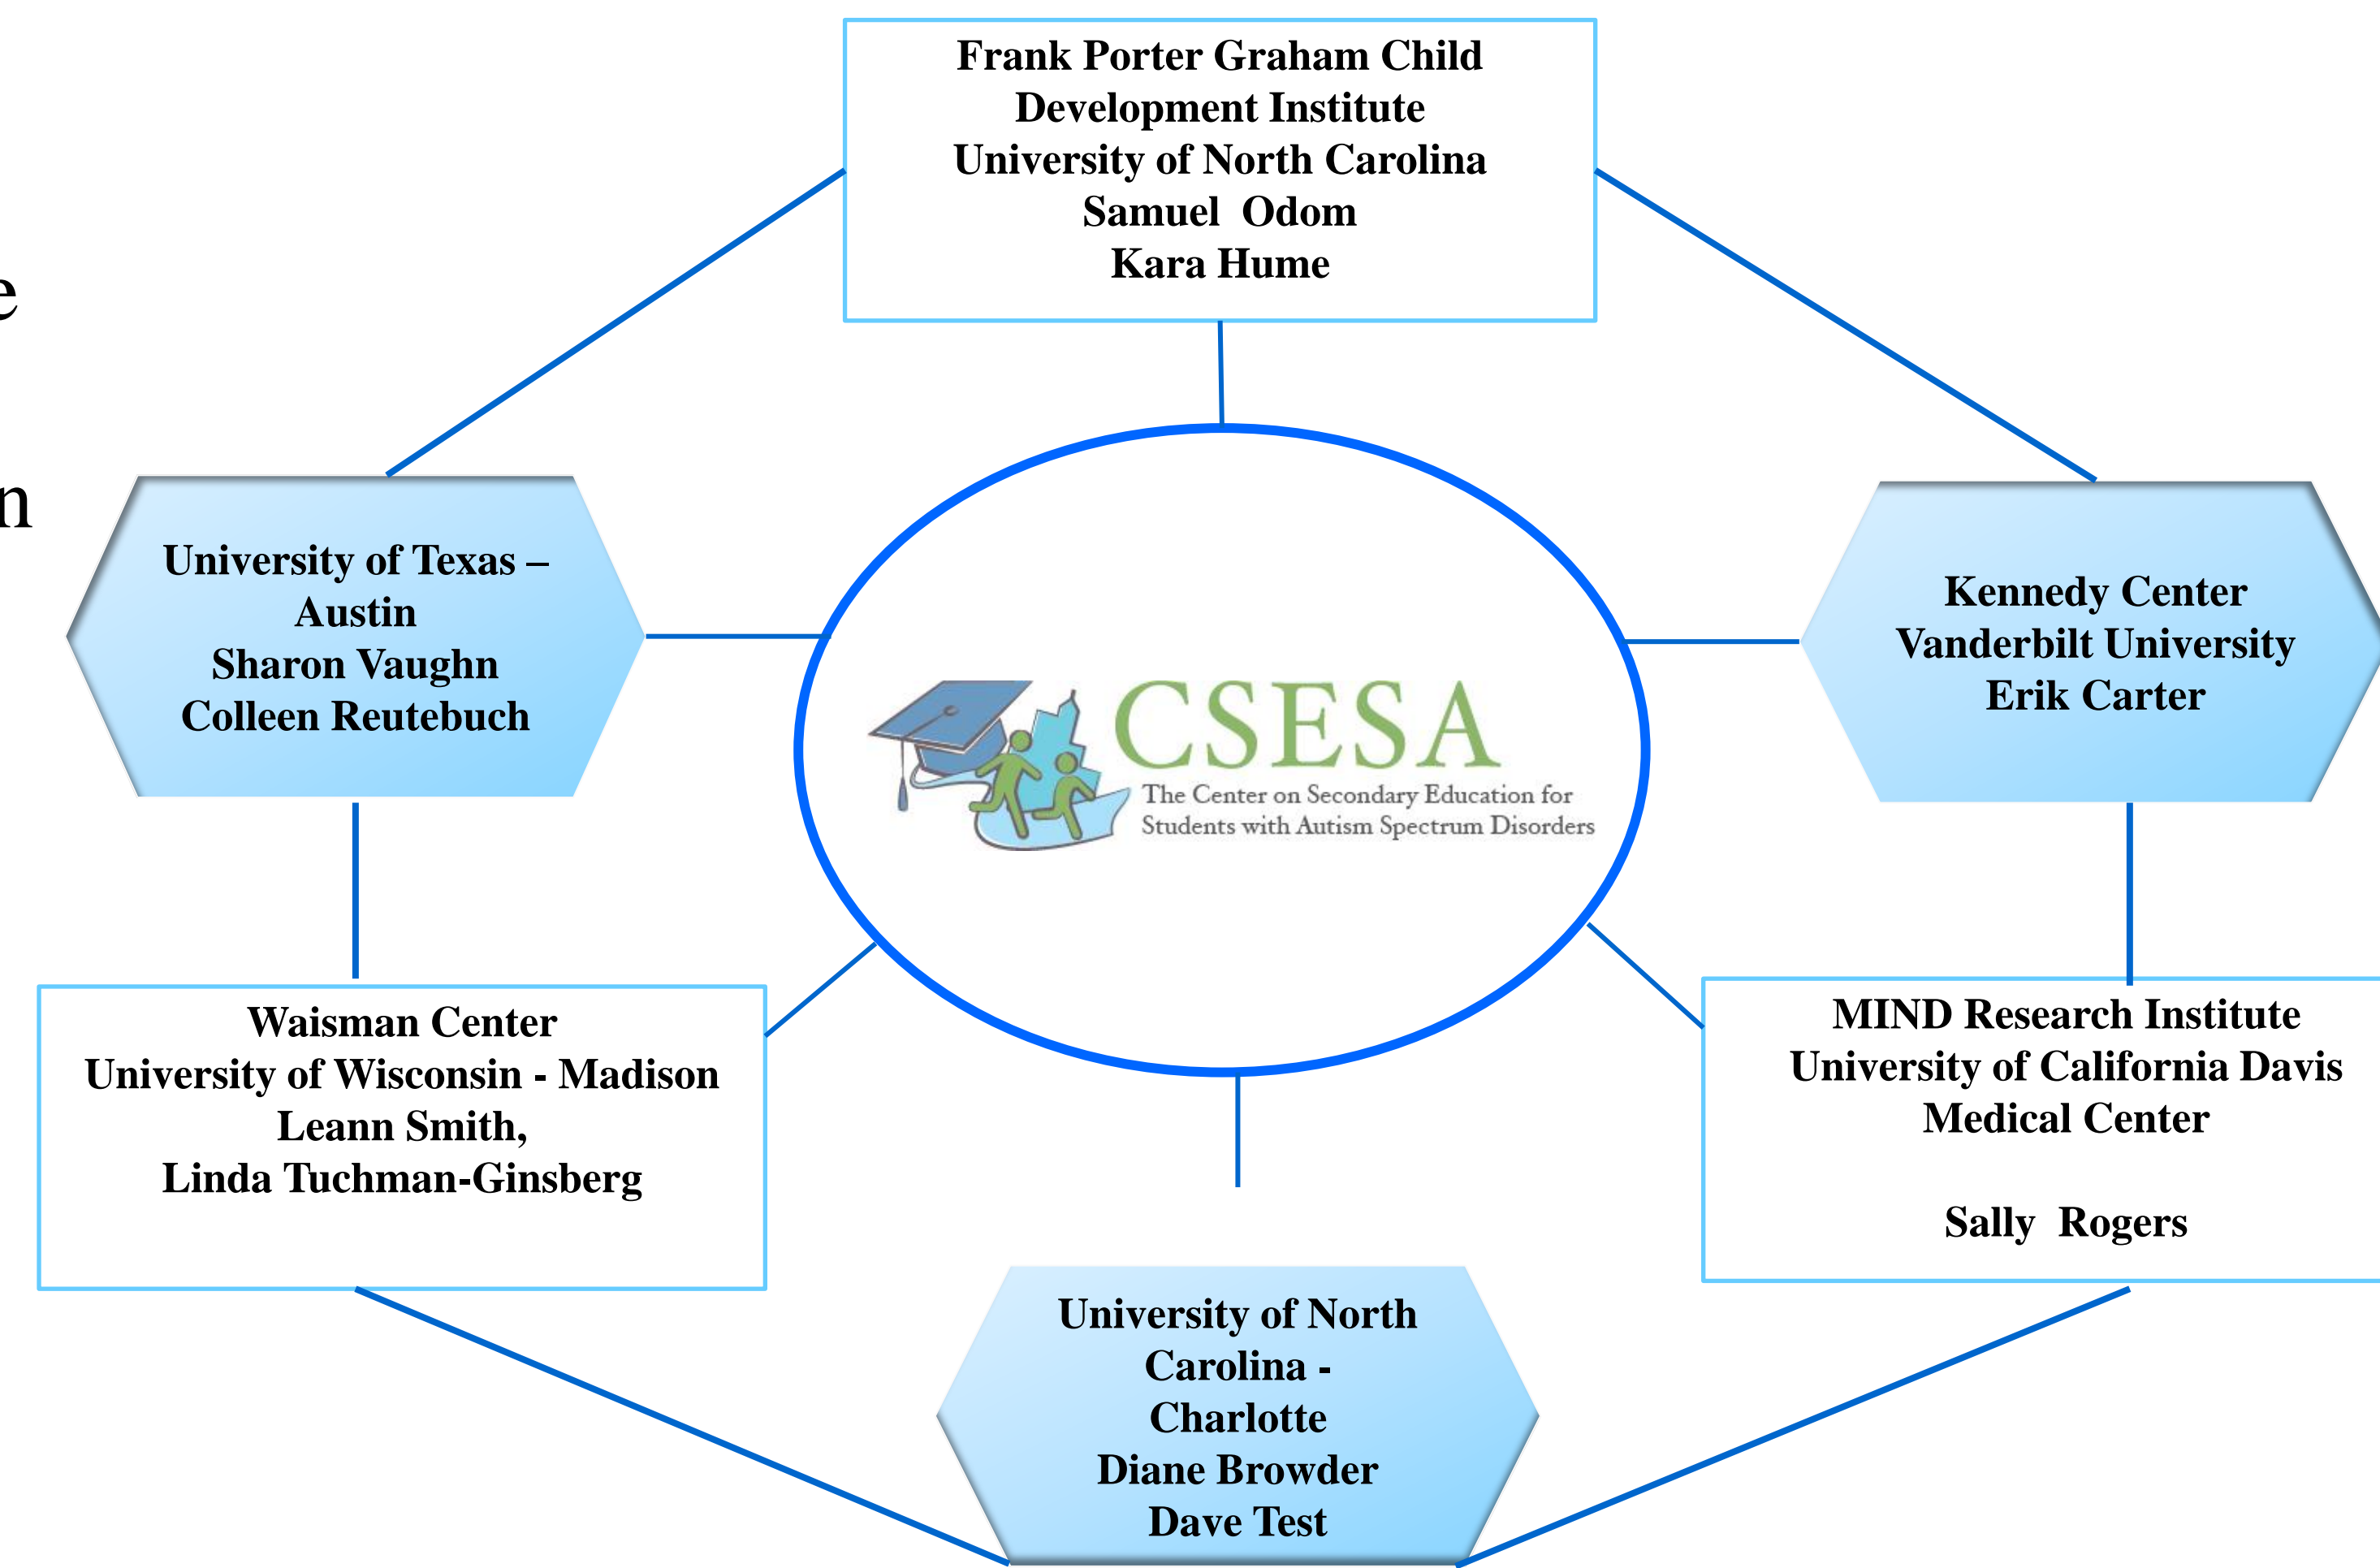 Frank Porter Graham Child
Development Institute
University of North Carolina
Samuel Odom
Kara Hume
e
n
University of Texas –
Austin
Sharon Vaughn
Colleen Reutebuch
Kennedy Center
Vanderbilt University
Erik Carter
CSESA
The Center on Secondary Education for
Students with Autism Spectrum Disorders
Waisman Center
University of Wisconsin - Madison
Leann Smith,
Linda Tuchman-Ginsberg
MIND Research Institute
University of California Davis
Medical Center
Sally Rogers
University of North
Carolina -
Charlotte
Diane Browder
Dave Test